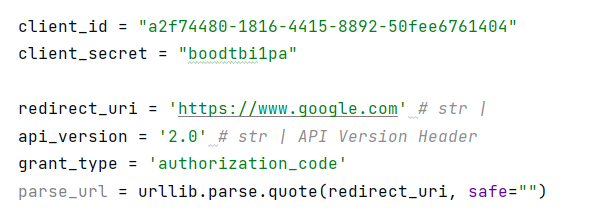 client_id = "a2f74480-1816-4415-8892-50fee6761404"
client_secret = "boodtbi1pa"
redirect_uri = 'https://www.google.com' # str |
api_version = '2.0' # str | API Version Header
grant_type = 'authorization_code'
parse_url = urllib.parse.quote(redirect_uri, safe="")